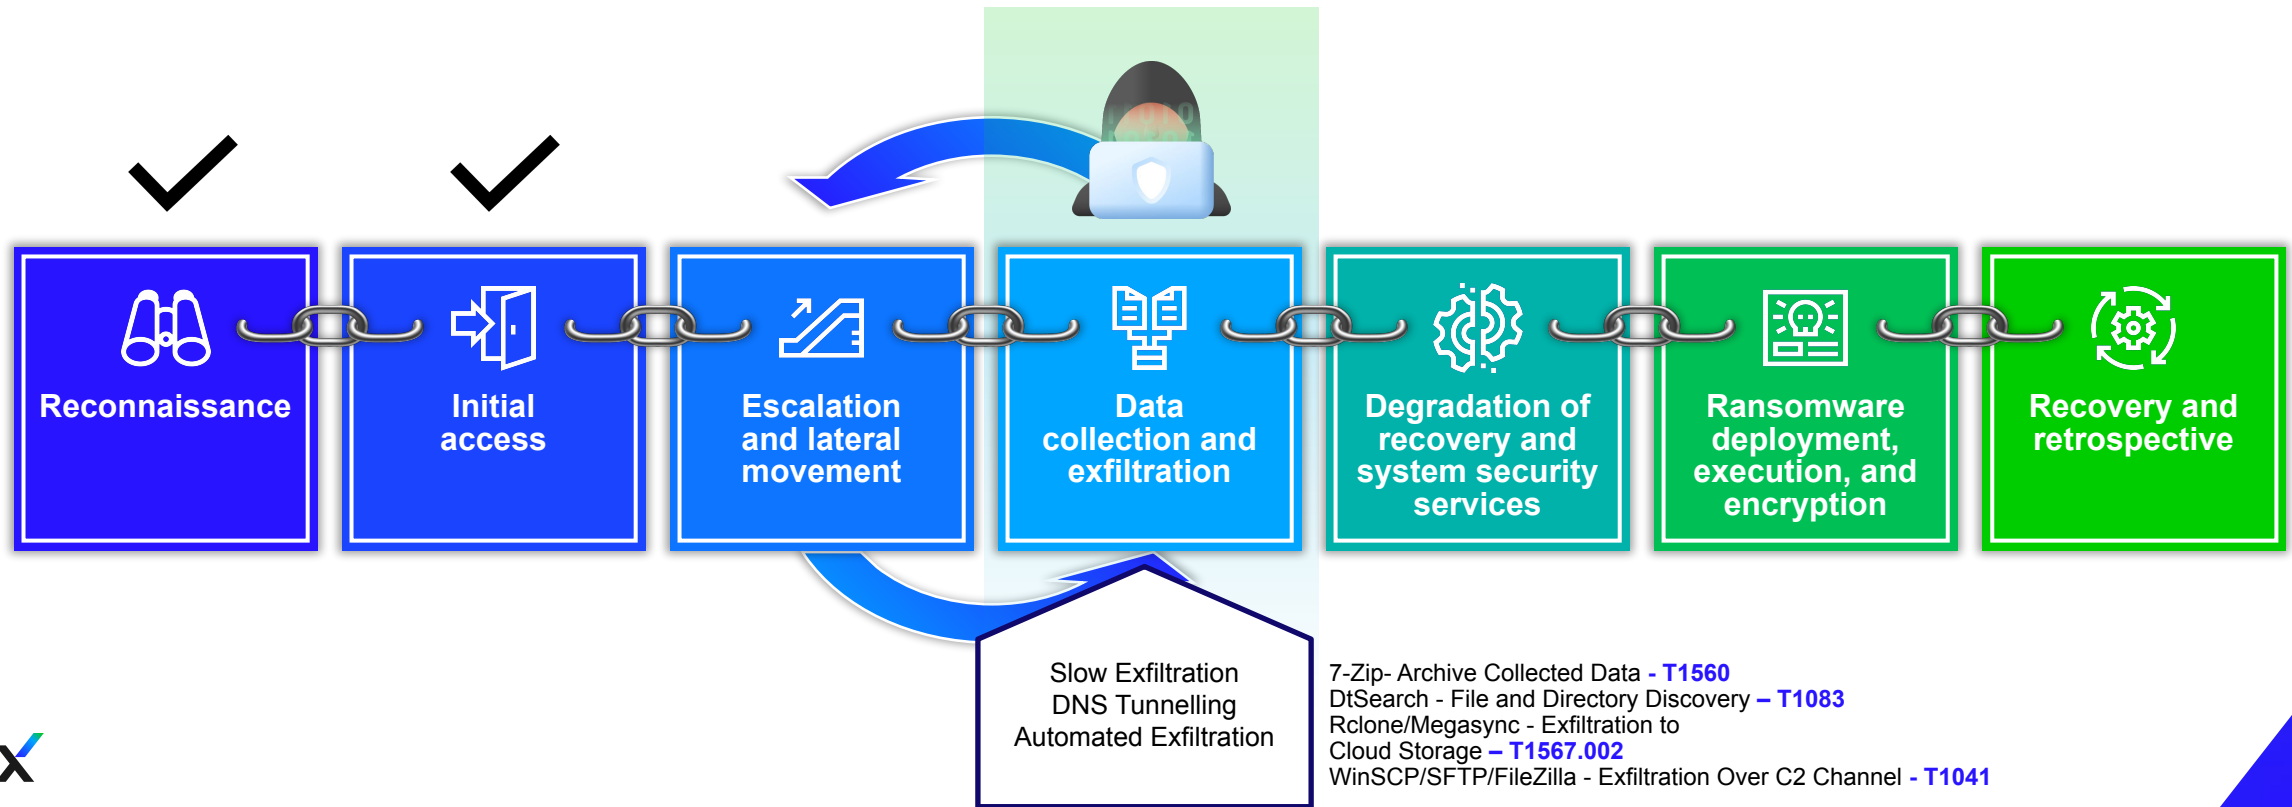 Reconnaissance
Initial
access
Escalation
and lateral
movement
Data
collection and
exfiltration
Degradation of
recovery and
system security
services
Ransomware
deployment,
execution, and
encryption
Recovery and
retrospective
Slow Exfiltration
DNS Tunnelling
Automated Exfiltration
7-Zip- Archive Collected Data - T1560
DtSearch - File and Directory Discovery – T1083
Rclone/Megasync - Exfiltration to
Cloud Storage – T1567.002
WinSCP/SFTP/FileZilla - Exfiltration Over C2 Channel - T1041